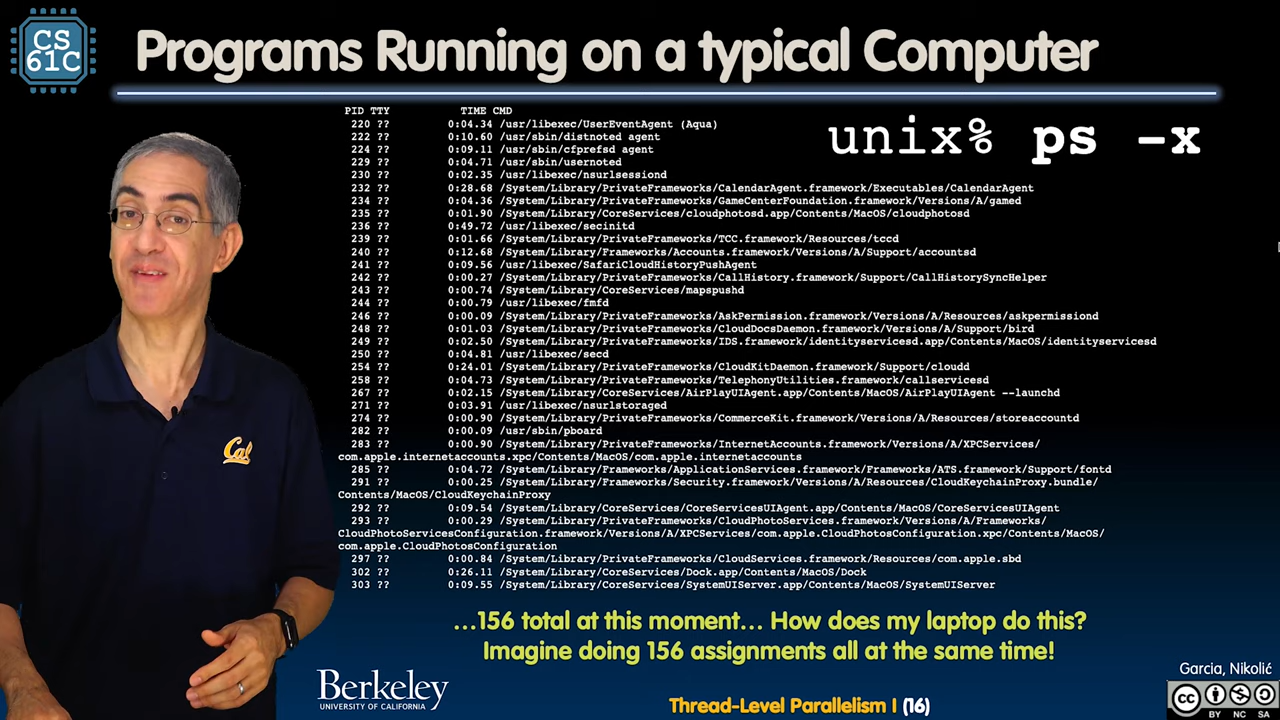 CS
61C
Programs Running on a typical Computer
unix% ps -x
PID TTY TIME CMD
220 ?? 0:04.34 /usr/libexec/UserEventAgent (Aqua)
222 ?? 0:10.60 /usr/sbin/distnoted agent
224 ?? 0:09.11 /usr/sbin/cfprefsd agent
229 ?? 0:04.71 /usr/sbin/usernoted
230 ?? 0:02.35 /usr/libexec/nsurlsessiond
232 ?? 0:28.68 /System/Library/PrivateFrameworks/CalendarAgent.framework/Executables/CalendarAgent
234 ?? 0:04.36 /System/Library/PrivateFrameworks/GameCenterFoundation.framework/Versions/A/gamed
235 ?? 0:01.90 /System/Library/CoreServices/cloudphotosd.app/Contents/MacOS/cloudphotosd
236 ?? 0:49.72 /usr/libexec/secinitd
239 ?? 0:01.66 /System/Library/PrivateFrameworks/TCC.framework/Resources/tccd
240 ?? 0:12.68 /System/Library/Frameworks/Accounts.framework/Versions/A/Support/accountsd
241 ?? 0:09.56 /usr/libexec/SafariCloudHistoryPushAgent
242 ?? 0:00.27 /System/Library/PrivateFrameworks/CallHistory.framework/Support/CallHistorySyncHelper
243 ?? 0:00.74 /System/Library/CoreServices/mapspushd
244 ?? 0:00.79 /usr/libexec/fmfd
246 ?? 0:00.09 /System/Library/PrivateFrameworks/AskPermission.framework/Versions/A/Resources/askpermissiond
248 ?? 0:01.03 /System/Library/PrivateFrameworks/CloudDocsDaemon.framework/Versions/A/Support/bird
249 ?? 0:02.50 /System/Library/PrivateFrameworks/IDS.framework/identityservicesd.app/Contents/MacOS/identityservicesd
250 ?? 0:04.81 /usr/libexec/secd
254 ?? 0:24.01 /System/Library/PrivateFrameworks/CloudKitDaemon.framework/Support/cloudd
258 ?? 0:04.73 /System/Library/PrivateFrameworks/TelephonyUtilities.framework/callservicesd
267 ?? 0:02.15 /System/Library/CoreServices/AirPlayUIAgent.app/Contents/MacOS/AirPlayUIAgent --launchd
271 ?? 0:03.91 /usr/libexec/nsurlstoraged
274 ?? 0:00.90 /System/Library/PrivateFrameworks/CommerceKit.framework/Versions/A/Resources/storeaccountd
282 ?? 0:00.09 /usr/sbin/pboard
283 ?? 0:00.90 /System/Library/PrivateFrameworks/InternetAccounts.framework/Versions/A/XPCServices/
com.apple.internetaccounts.xpc/Contents/MacOS/com.apple.internetaccounts
285 ?? 0:04.72 /System/Library/Frameworks/ApplicationServices.framework/Frameworks/ATS.framework/Support/fontd
291 ?? 0:00.25 /System/Library/Frameworks/Security.framework/Versions/A/Resources/CloudKeychainProxy.bundle/
Contents/MacOS/CloudKeychainProxy
292 ?? 0:09.54 /System/Library/CoreServices/CoreServicesUIAgent.app/Contents/MacOS/CoreServicesUIAgent
293 ?? 0:00.29 /System/Library/PrivateFrameworks/CloudPhotoServices.framework/Versions/A/Frameworks/
CloudPhotoServicesConfiguration.framework/Versions/A/XPCServices/com.apple.CloudPhotosConfiguration.xpc/Contents/MacOS/
com.apple.CloudPhotosConfiguration
297 ?? 0:00.84 /System/Library/PrivateFrameworks/CloudServices.framework/Resources/com.apple.sbd
302 ?? 0:26.11 /System/Library/CoreServices/Dock.app/Contents/MacOS/Dock
303 ?? 0:09.55 /System/Library/CoreServices/SystemUIServer.app/Contents/MacOS/SystemUIServer
…156 total at this moment… How does my laptop do this?
Imagine doing 156 assignments all at the same time!
Cal
Berkeley
UNIVERSITY OF CALIFORNIA
Thread-Level Parallelism I (16)
Garcia, Nikolić
cc
BY NC SA